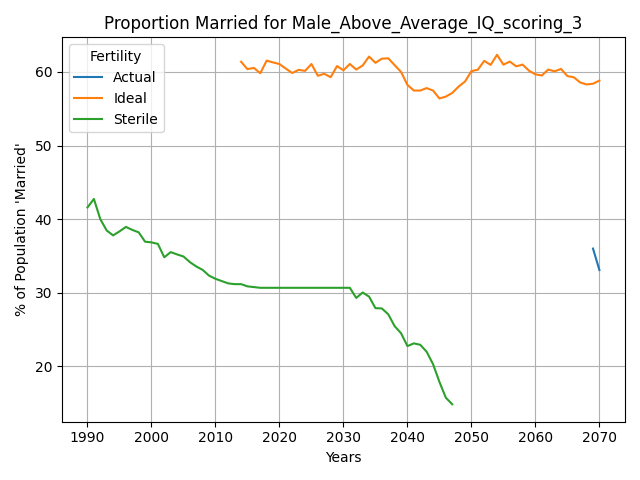 Proportion Married for Male_Above_Average_IQ_scoring_3
Fertility
Actual
Ideal
Sterile
% of Population 'Married'
60
50
40
30
20
1990 2000 2010 2020 2030 2040 2050 2060 2070
Years